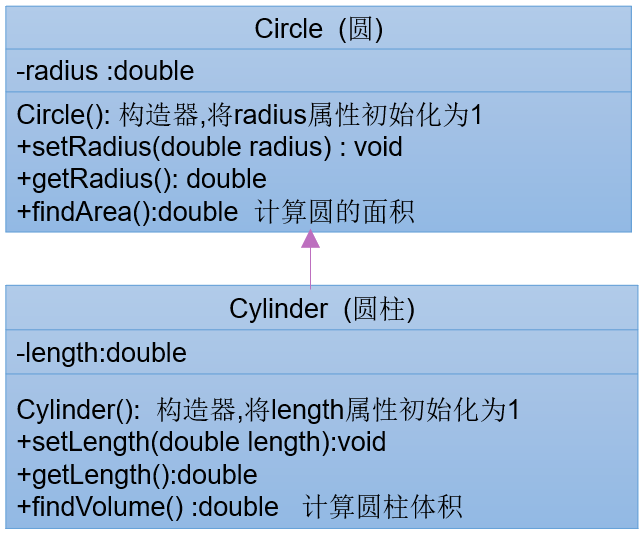 Circle (圆)
-radius :double
Circle(): 构造器,将radius属性初始化为1
+setRadius(double radius) : void
+getRadius(): double
+findArea():double 计算圆的面积
Cylinder (圆柱)
-length:double
Cylinder(): 构造器,将length属性初始化为1
+setLength(double length):void
+getLength():double
+findVolume() :double 计算圆柱体积